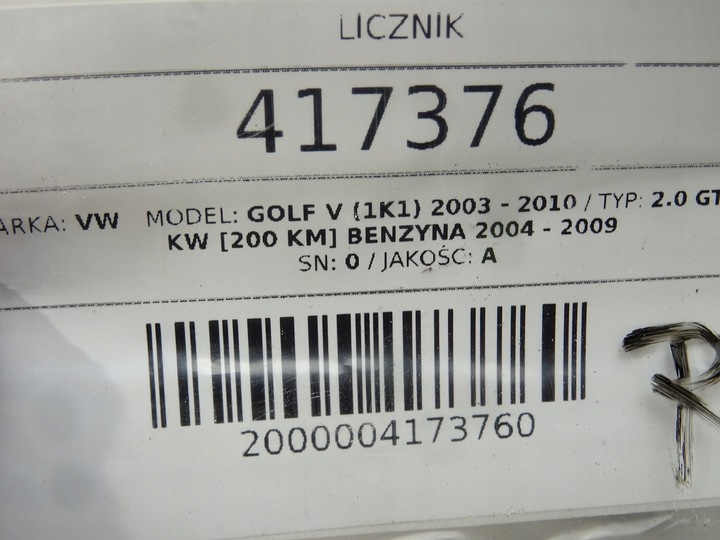 LICZNIK
417376
ARKA: VW MODEL: GOLF V (1K1) 2003 - 2010 / TYP: 2.0 GT
KW [200 KM] BENZYNA 2004 - 2009
SN: 0 / JAKOŚĆ: A
2000004173760